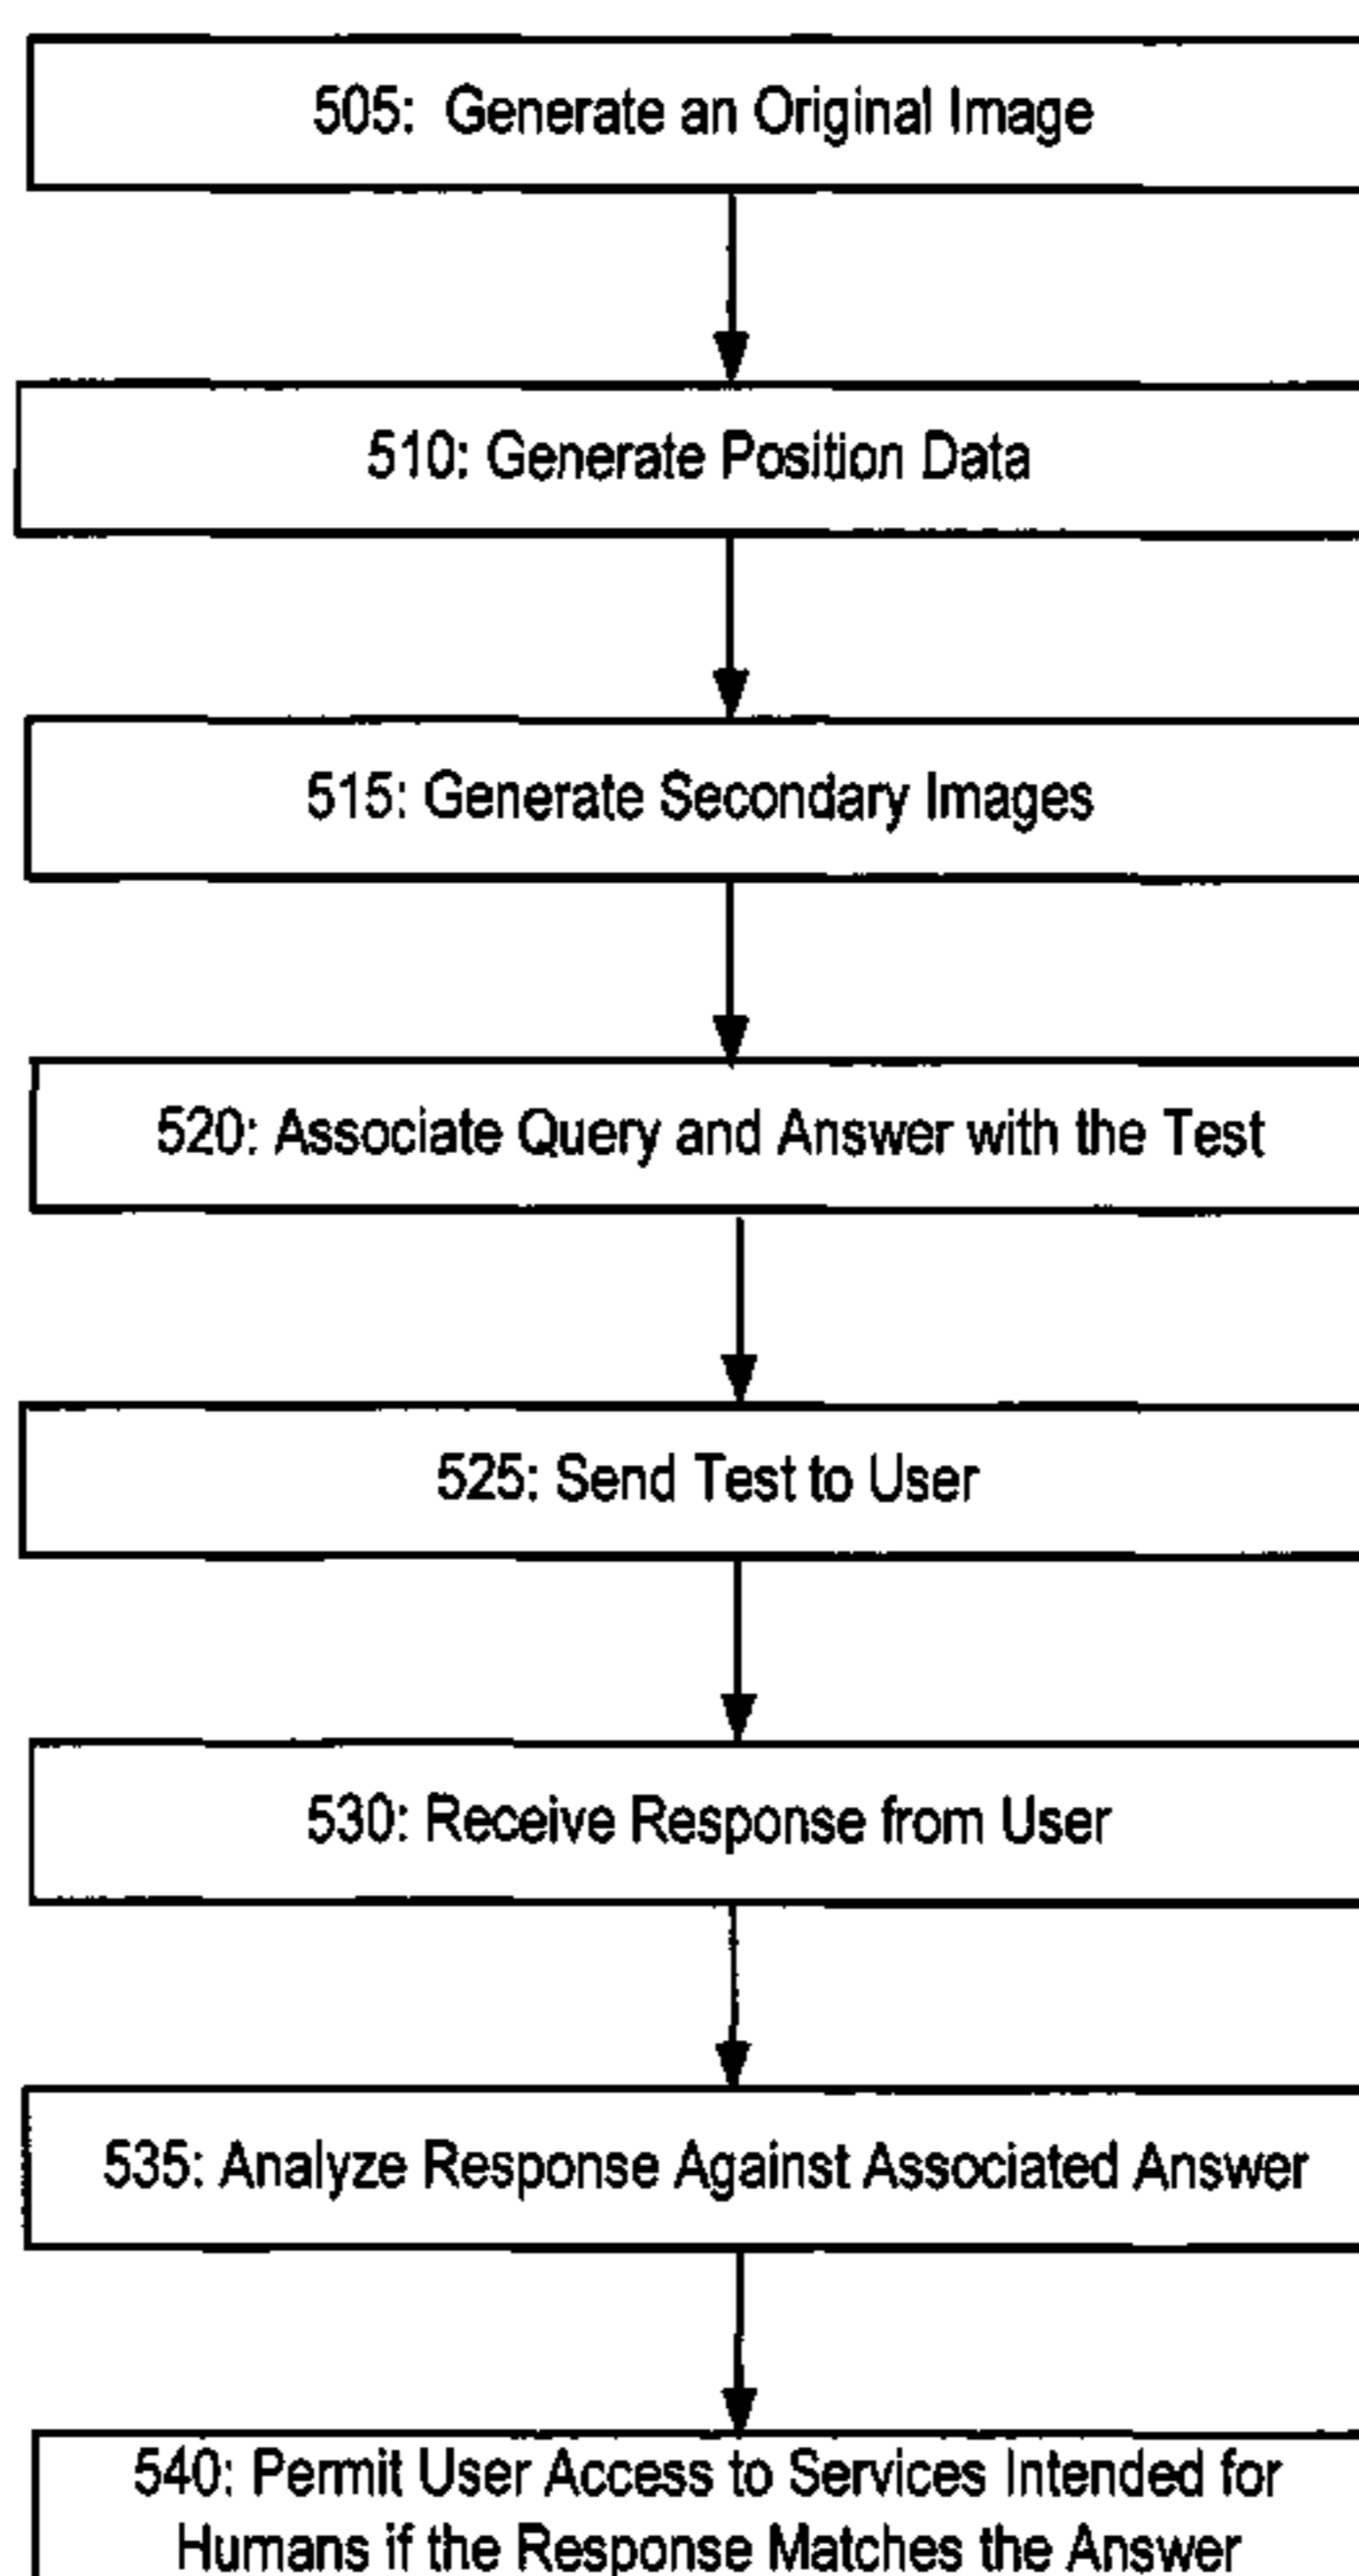 505: Generate an Original Image
510: Generate Position Data
515: Generate Secondary Images
520: Associate Query and Answer with the Test
525: Send Test to User
530: Receive Response from User
535: Analyze Response Against Associated Answer
540: Permit User Access to Services Intended for
Humans if the Response Matches the Answer